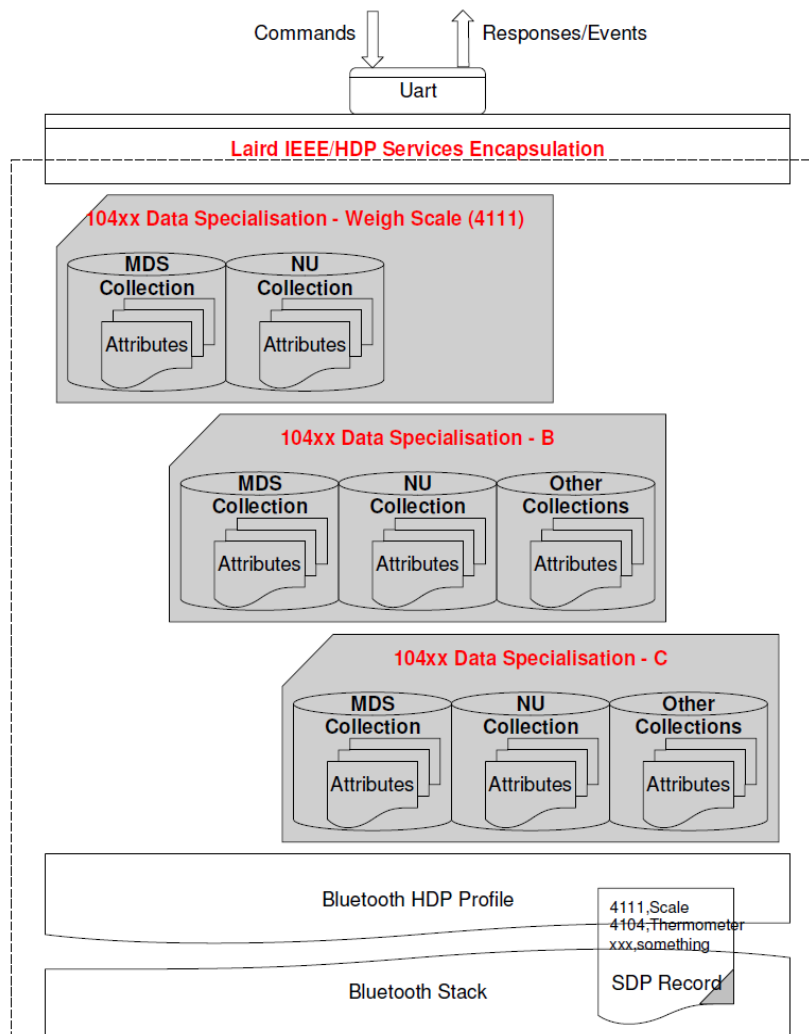 Commands
Responses/Events
Uart
Laird IEEE/HDP Services Encapsulation
104xx Data Specialisation - Weigh Scale (4111)
MDS
Collection
Attributes
NU
Collection
Attributes
104xx Data Specialisation - B
MDS
Collection
Attributes
NU
Collection
Attributes
Other
Collections
Attributes
104xx Data Specialisation - C
MDS
Collection
Attributes
NU
Collection
Attributes
Other
Collections
Attributes
Bluetooth HDP Profile
4111,Scale
4104,Thermometer
xxx,something
SDP Record
Bluetooth Stack